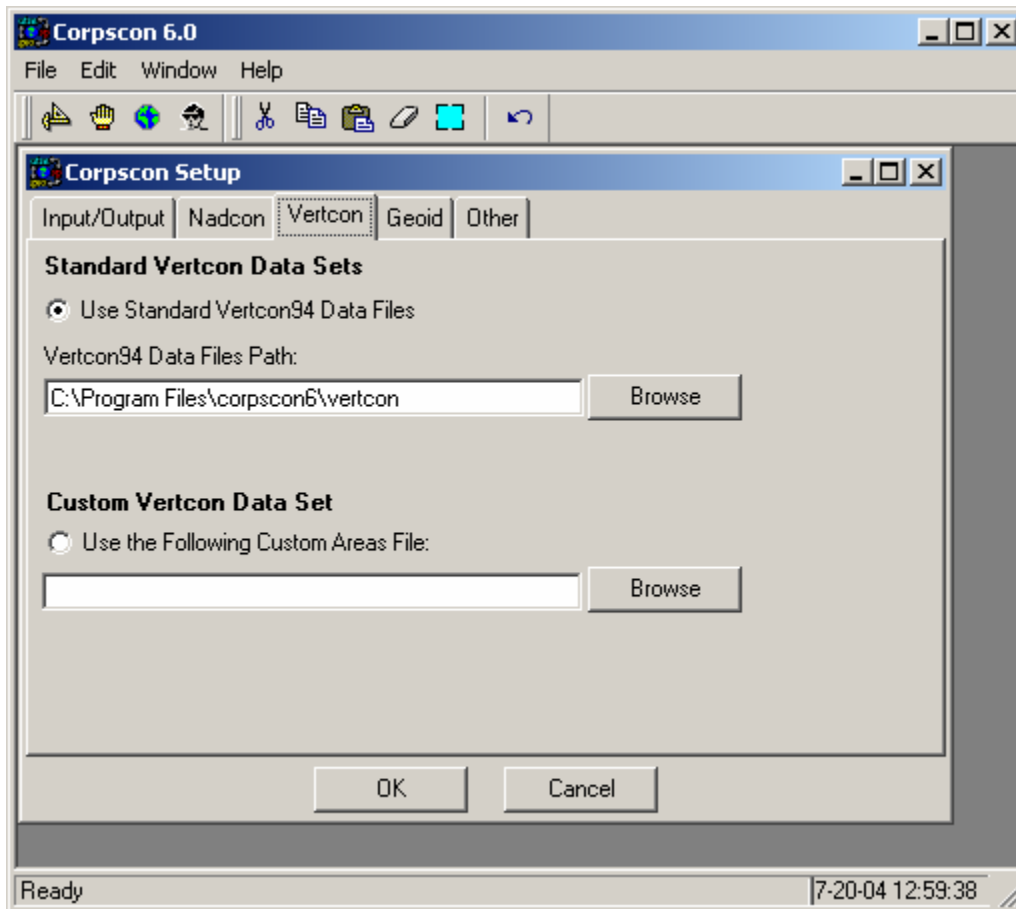 Corpscon 6.0
File Edit Window Help
Corpscon Setup
Input/Output Nadcon Vertcon Geoid Other
Standard Vertcon Data Sets
Use Standard Vertcon94 Data Files
Vertcon94 Data Files Path:
C:\Program Files\corpscon6\vertcon Browse
Custom Vertcon Data Set
Use the Following Custom Areas File:
Browse
OK Cancel
Ready 7-20-04 12:59:38